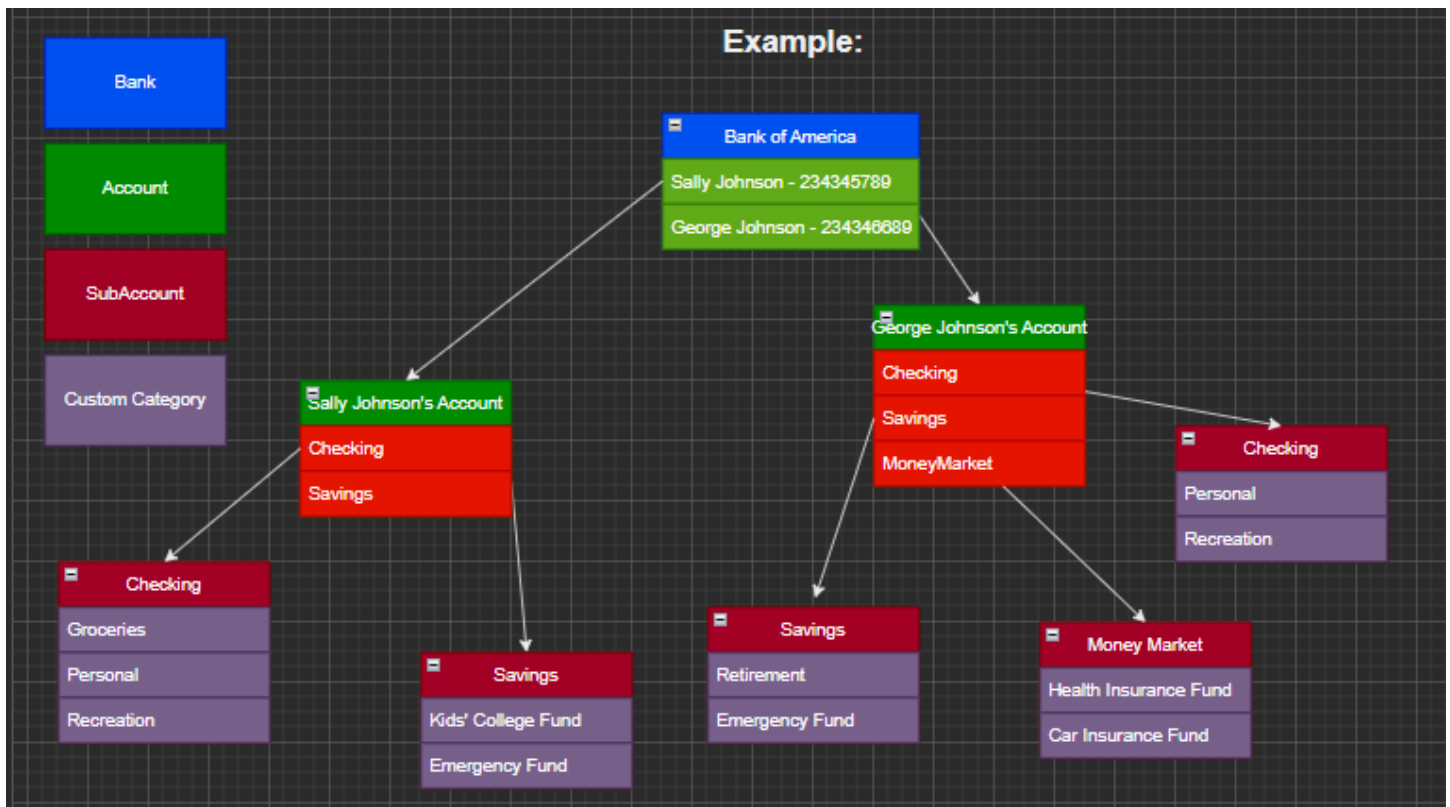 Example:
Bank
Account
SubAccount
Custom Category
Bank of America
Sally Johnson - 234345789
George Johnson - 234346689
Sally Johnson's Account
Checking
Savings
George Johnson's Account
Checking
Savings
MoneyMarket
Checking
Groceries
Personal
Recreation
Savings
Kids' College Fund
Emergency Fund
Savings
Retirement
Emergency Fund
Money Market
Health Insurance Fund
Car Insurance Fund
Checking
Personal
Recreation